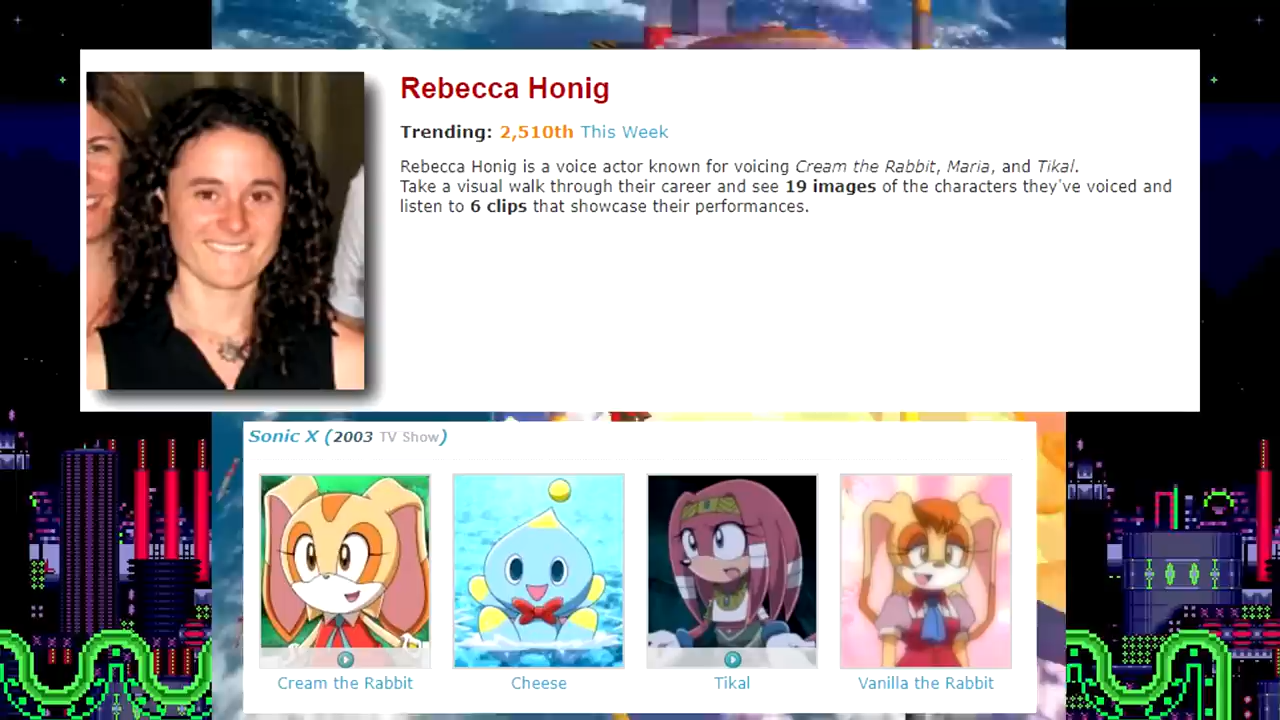 Rebecca Honig
Trending: 2,510th This Week
Rebecca Honig is a voice actor known for voicing Cream the Rabbit, Maria, and Tikal.
Take a visual walk through their career and see 19 images of the characters they've voiced and
listen to 6 clips that showcase their performances.
Sonic X (2003 TV Show)
Cream the Rabbit
Cheese
Tikal
Vanilla the Rabbit